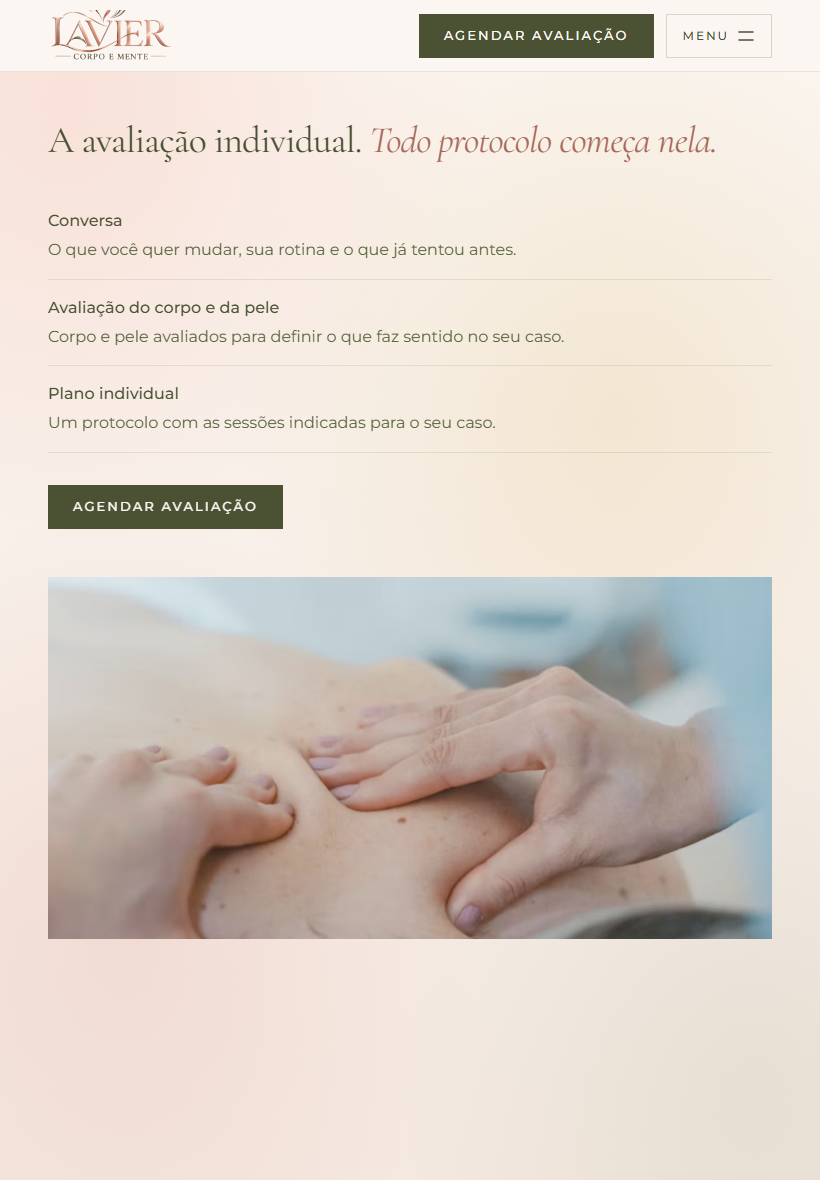 LAVIER
CORPO E MENTE
AGENDAR AVALIAÇÃO
MENU
A avaliação individual. Todo protocolo começa nela.
Conversa
O que você quer mudar, sua rotina e o que já tentou antes.
Avaliação do corpo e da pele
Corpo e pele avaliados para definir o que faz sentido no seu caso.
Plano individual
Um protocolo com as sessões indicadas para o seu caso.
AGENDAR AVALIAÇÃO